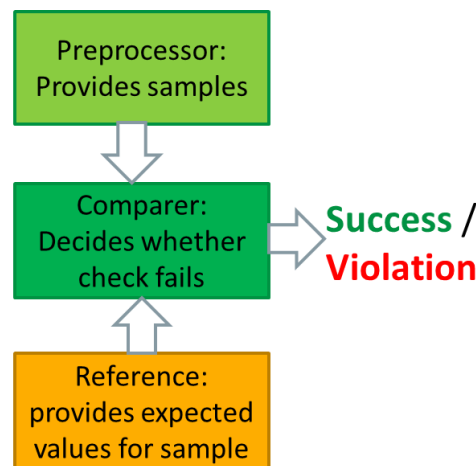 Preprocessor:
Provides samples
Comparer:
Decides whether
check fails
Success /
Violation
Reference:
provides expected
values for sample